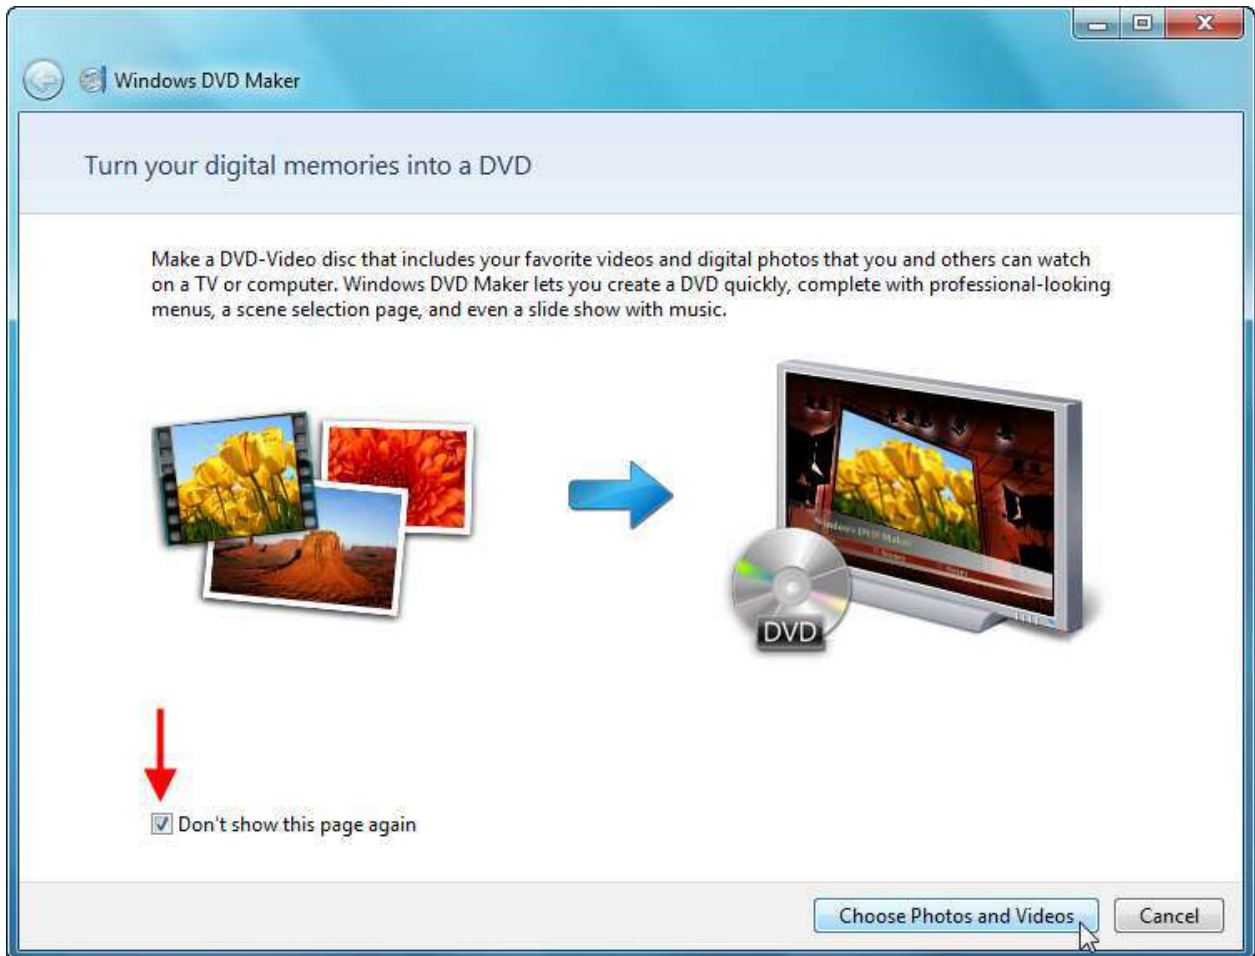 Windows DVD Maker
Turn your digital memories into a DVD
Make a DVD-Video disc that includes your favorite videos and digital photos that you and others can watch
on a TV or computer. Windows DVD Maker lets you create a DVD quickly, complete with professional-looking
menus, a scene selection page, and even a slide show with music.
Windows DVD Maker
DVD
Don't show this page again
Choose Photos and Videos
Cancel